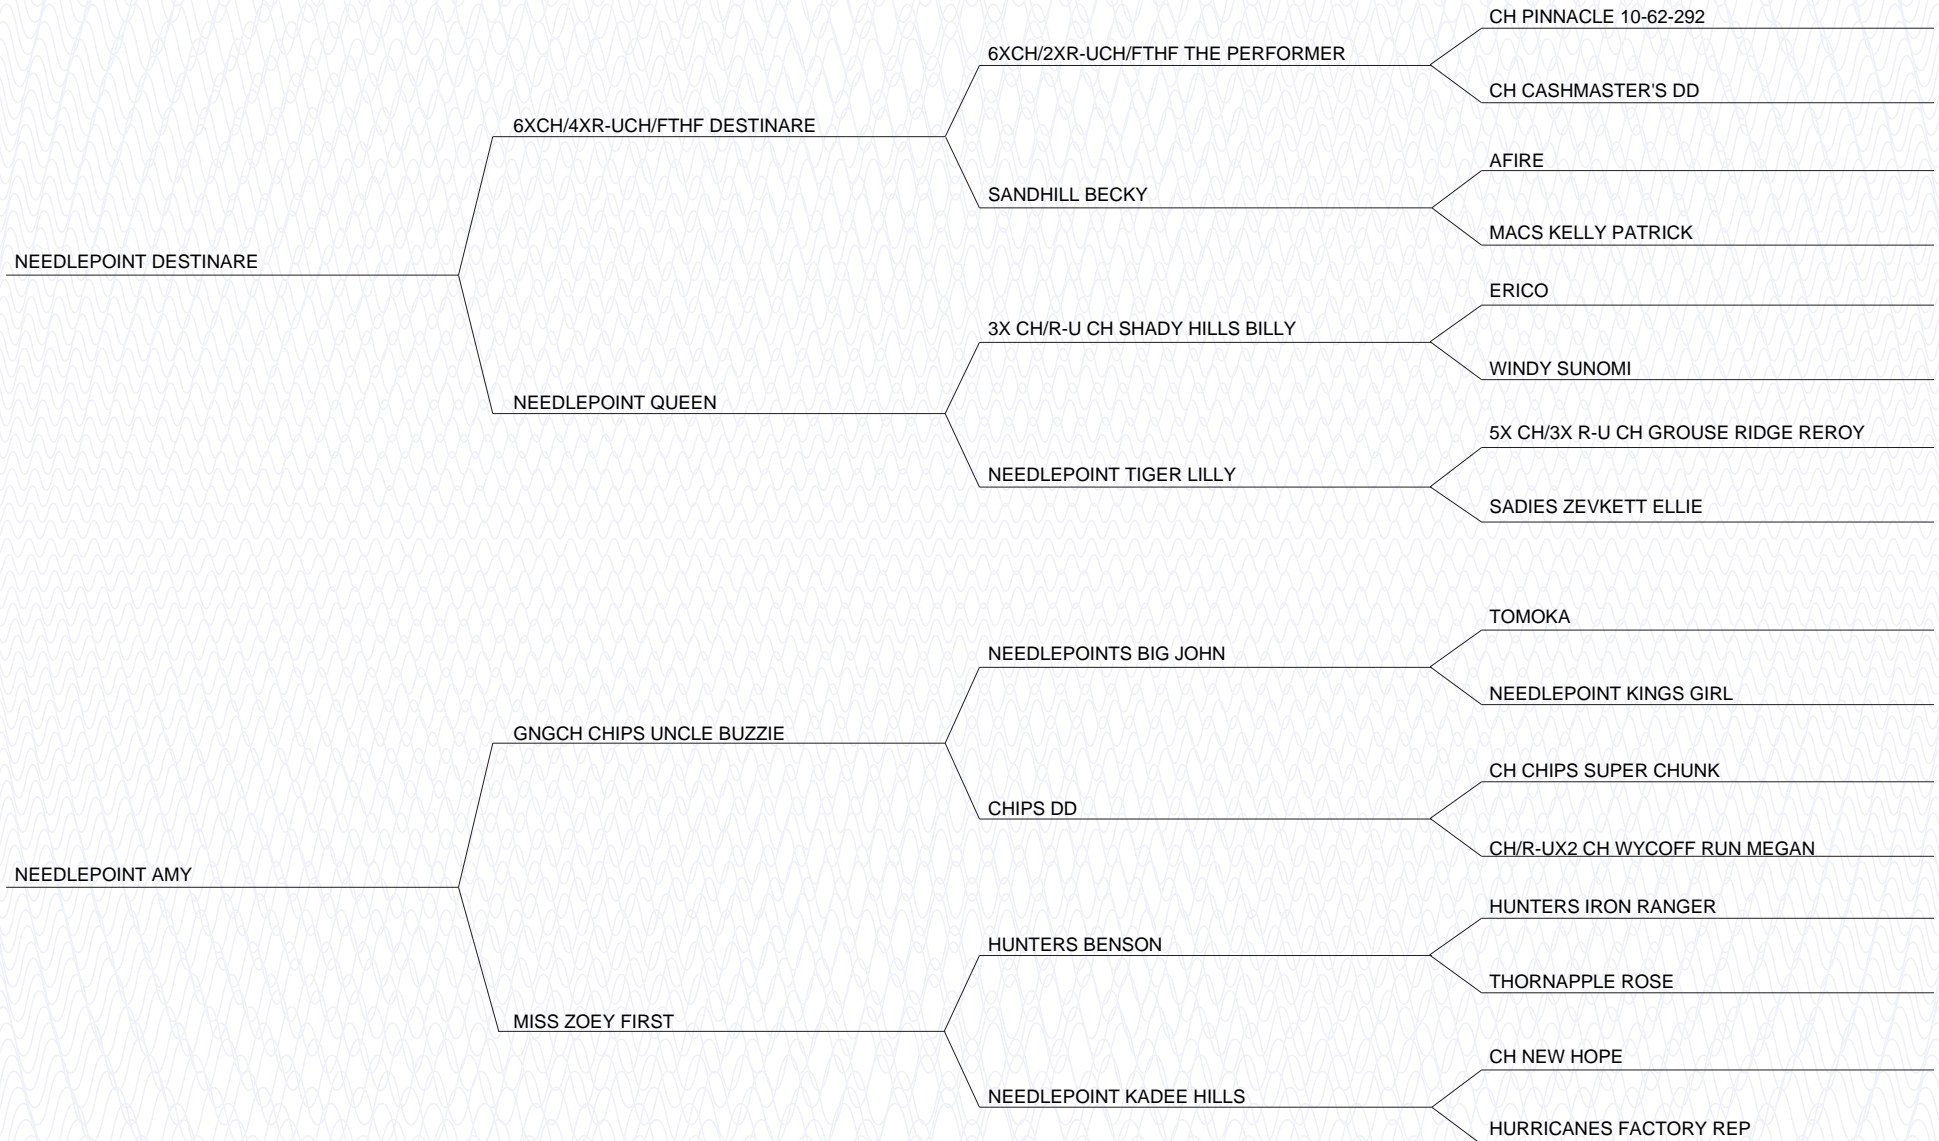 CH PINNACLE 10-62-292
6XCH/2XR-UCH/FTHF THE PERFORMER
CH CASHMASTER'S DD
6XCH/4XR-UCH/FTHF DESTINARE
AFIRE
SANDHILL BECKY
MACS KELLY PATRICK
NEEDLEPOINT DESTINARE
ERICO
3X CH/R-U CH SHADY HILLS BILLY
WINDY SUNOMI
NEEDLEPOINT QUEEN
5X CH/3X R-U CH GROUSE RIDGE REROY
NEEDLEPOINT TIGER LILLY
SADIES ZEVKETT ELLIE
TOMOKA
NEEDLEPOINTS BIG JOHN
NEEDLEPOINT KINGS GIRL
GNGCH CHIPS UNCLE BUZZIE
CH CHIPS SUPER CHUNK
CHIPS DD
CH/R-UX2 CH WYCOFF RUN MEGAN
NEEDLEPOINT AMY
HUNTERS IRON RANGER
HUNTERS BENSON
THORNAPPLE ROSE
MISS ZOEY FIRST
CH NEW HOPE
NEEDLEPOINT KADEE HILLS
HURRICANES FACTORY REP